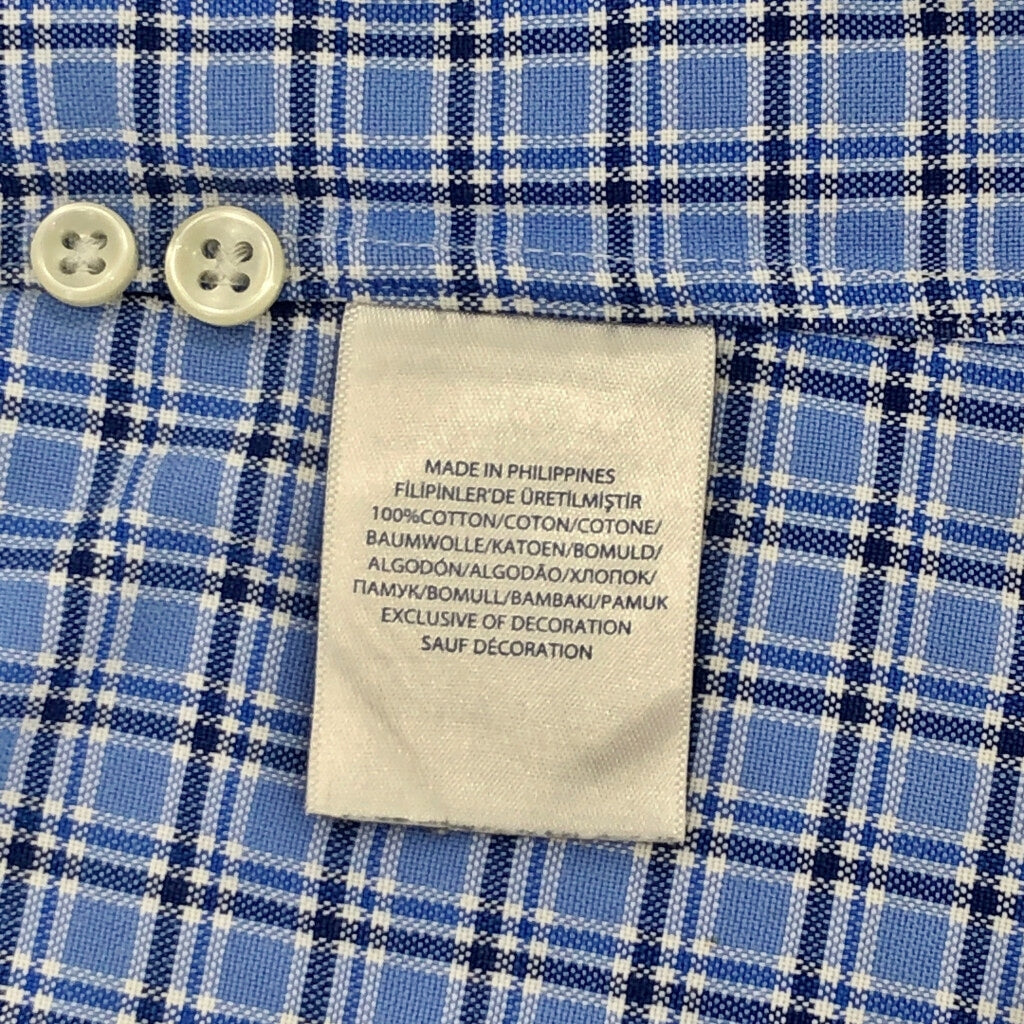 MADE IN PHILIPPINES
FİLİPİNLER'DE ÜRETİLMİŞTİR
100%COTTON/COTON/COTONE/
BAUMWOLLE/KATOEN/BOMULD/
ALGODÓN/ALGODÃO/ХЛОПОК/
ПАМУК/BOMULL/BAMBAKI/PAMUK
EXCLUSIVE OF DECORATION
SAUF DÉCORATION